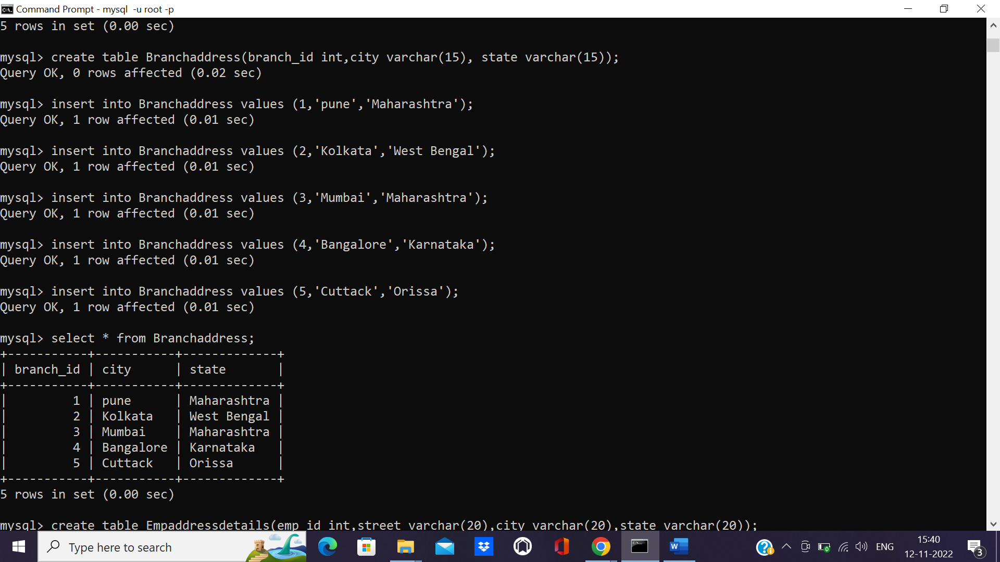 Command Prompt - mysql  -u root -p
5 rows in set (0.00 sec)
mysql> create table Branchaddress(branch_id int,city varchar(15), state varchar(15));
Query OK, 0 rows affected (0.02 sec)
mysql> insert into Branchaddress values (1,'pune','Maharashtra');
Query OK, 1 row affected (0.01 sec)
mysql> insert into Branchaddress values (2,'Kolkata','West Bengal');
Query OK, 1 row affected (0.01 sec)
mysql> insert into Branchaddress values (3,'Mumbai','Maharashtra');
Query OK, 1 row affected (0.01 sec)
mysql> insert into Branchaddress values (4,'Bangalore','Karnataka');
Query OK, 1 row affected (0.01 sec)
mysql> insert into Branchaddress values (5,'Cuttack','Orissa');
Query OK, 1 row affected (0.01 sec)
mysql> select * from Branchaddress;
+-----------+-----------+-------------+
| branch_id | city      | state       |
+-----------+-----------+-------------+
|         1 | pune      | Maharashtra |
|         2 | Kolkata   | West Bengal |
|         3 | Mumbai    | Maharashtra |
|         4 | Bangalore | Karnataka   |
|         5 | Cuttack   | Orissa      |
+-----------+-----------+-------------+
5 rows in set (0.00 sec)
mysql> create table Empaddressdetails(emp_id int,street varchar(20),city varchar(20),state varchar(20));
Type here to search
ENG
15:40
12-11-2022
3